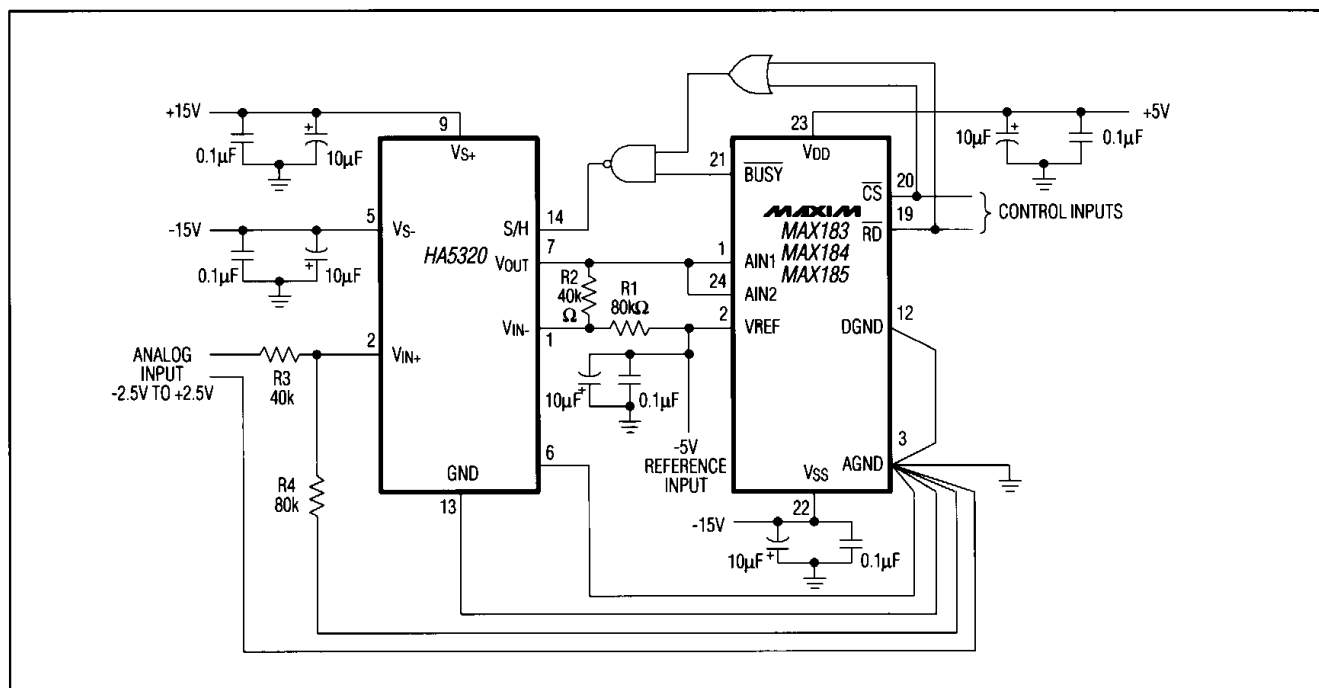 +15V
0.1μF
10μF
9
VS+
-15V
0.1μF
10μF
5
VS-
HA5320
S/H
14
VOUT
7
VIN-
1
2
VIN+
ANALOG
INPUT
-2.5V TO +2.5V
R3
40k
R4
80k
GND
13
6
R2
40k
Ω
R1
80kΩ
10μF
0.1μF
-5V
REFERENCE
INPUT
21
BUSY
1
AIN1
24
AIN2
2
VREF
23
VDD
MAXIM
MAX183
MAX184
MAX185
CS
20
RD
19
CONTROL INPUTS
10μF
0.1μF
+5V
DGND
12
AGND
3
VSS
22
-15V
10μF
0.1μF